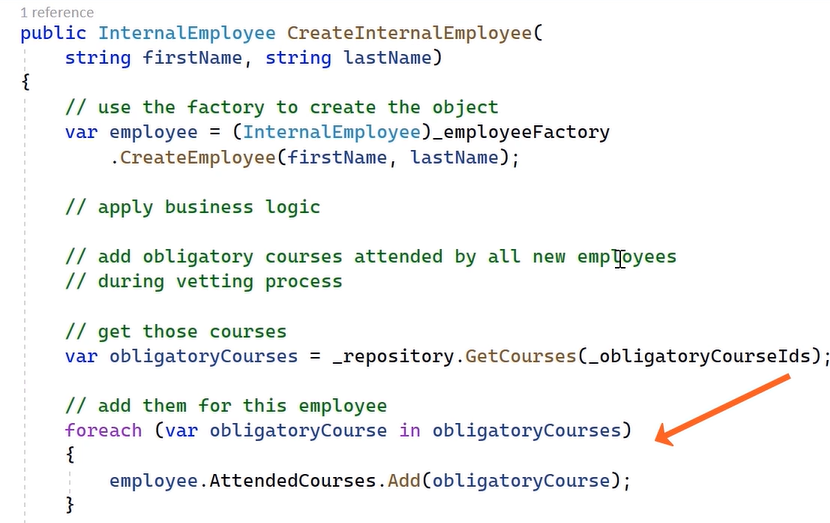 1 reference
public InternalEmployee CreateInternalEmployee(
    string firstName, string lastName)
{
    // use the factory to create the object
    var employee = (InternalEmployee)_employeeFactory
        .CreateEmployee(firstName, lastName);

    // apply business logic

    // add obligatory courses attended by all new employees
    // during vetting process

    // get those courses
    var obligatoryCourses = _repository.GetCourses(_obligatoryCourseIds);

    // add them for this employee
    foreach (var obligatoryCourse in obligatoryCourses)
    {
        employee.AttendedCourses.Add(obligatoryCourse);
    }